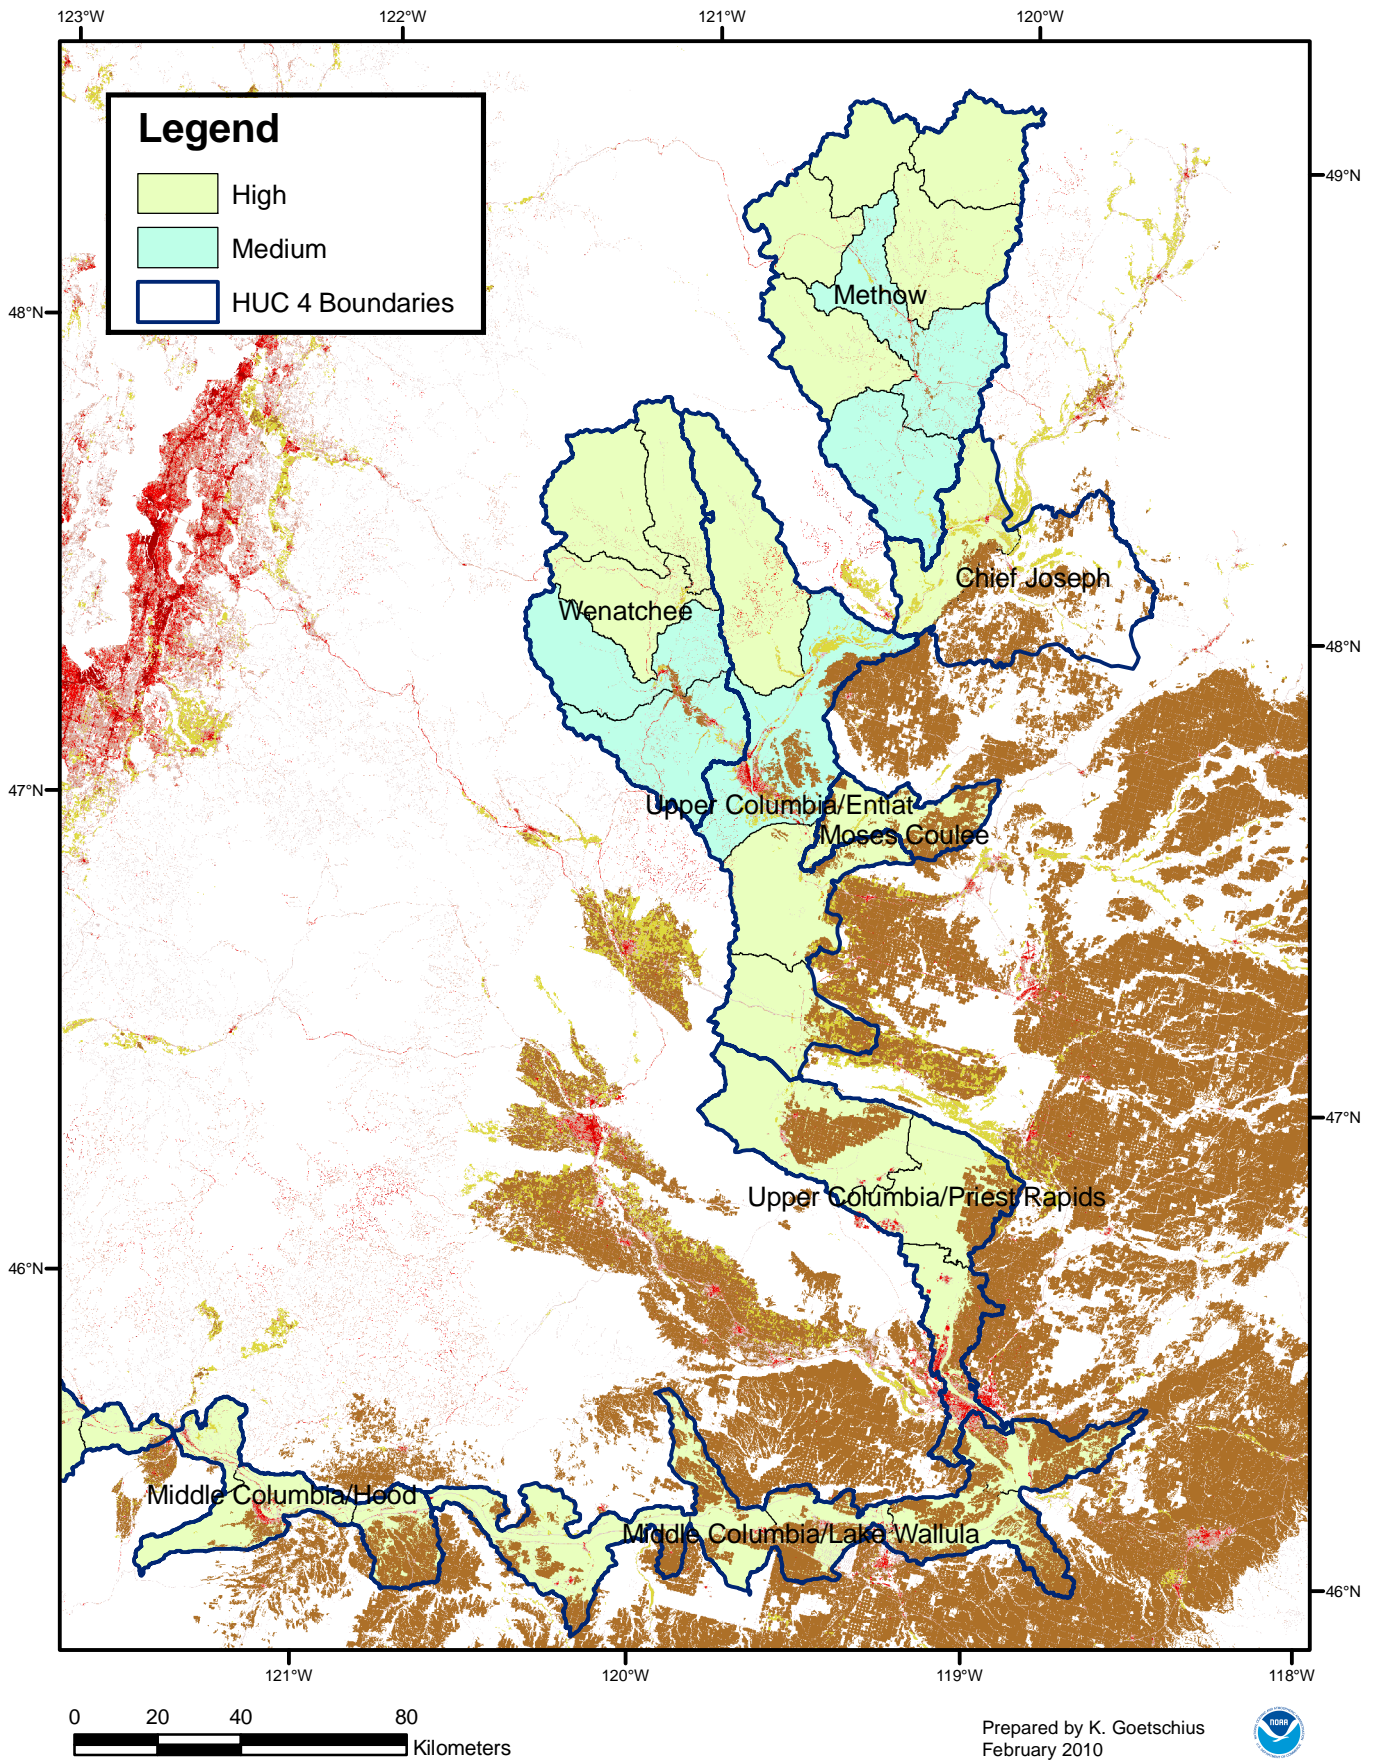 123°W 122°W 121°W 120°W
Legend
High
Medium
HUC 4 Boundaries
49°N
48°N
Methow
Chief Joseph
Wenatchee
48°N
47°N
Upper Columbia/Entiat
Moses Coulee
47°N
Upper Columbia/Priest Rapids
46°N
Middle Columbia/Hood
Middle Columbia/Lake Wallula
46°N
121°W 120°W 119°W 118°W
0 20 40 80
Kilometers
Prepared by K. Goetschius
February 2010
NOAA